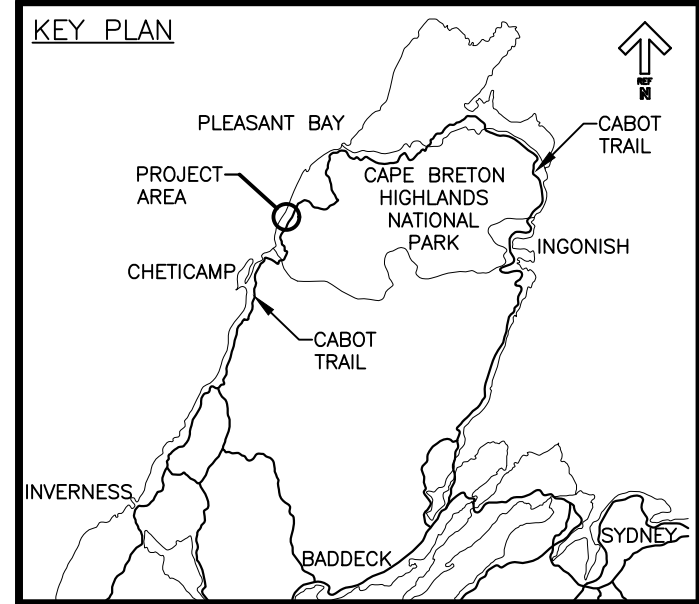 KEY PLAN
REF
N
PLEASANT BAY
CABOT
TRAIL
PROJECT
AREA
CAPE BRETON
HIGHLANDS
NATIONAL
PARK
INGONISH
CHETICAMP
CABOT
TRAIL
INVERNESS
BADDECK
SYDNEY